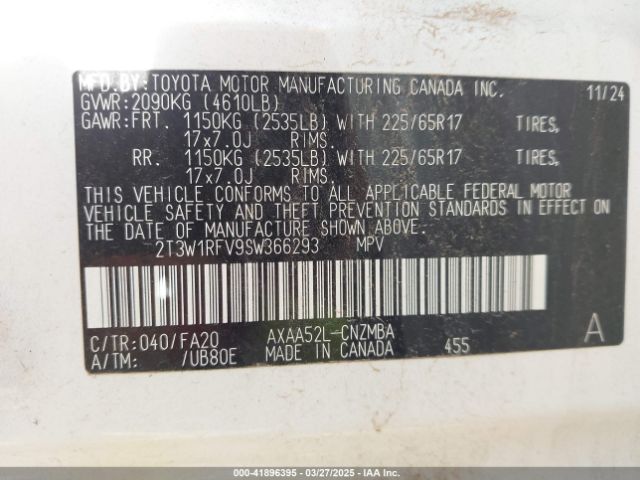 MFD.BY:TOYOTA MOTOR MANUFACTURING CANADA INC. 11/24
GVWR:2090KG (4610LB)
GAWR:FRT. 1150KG (2535LB) WITH 225/65R17 TIRES,
17x7.0J RIMS.
RR. 1150KG (2535LB) WITH 225/65R17 TIRES,
17x7.0J RIMS.
THIS VEHICLE CONFORMS TO ALL APPLICABLE FEDERAL MOTOR
VEHICLE SAFETY AND THEFT PREVENTION STANDARDS IN EFFECT ON
THE DATE OF MANUFACTURE SHOWN ABOVE.
2T3W1RFV9SW366293 MPV
C/TR:040/FA20 AXAA52L-CNZMBA A
A/TM: /UB80E MADE IN CANADA 455
000-41896395 - 03/27/2025 - IAA Inc.